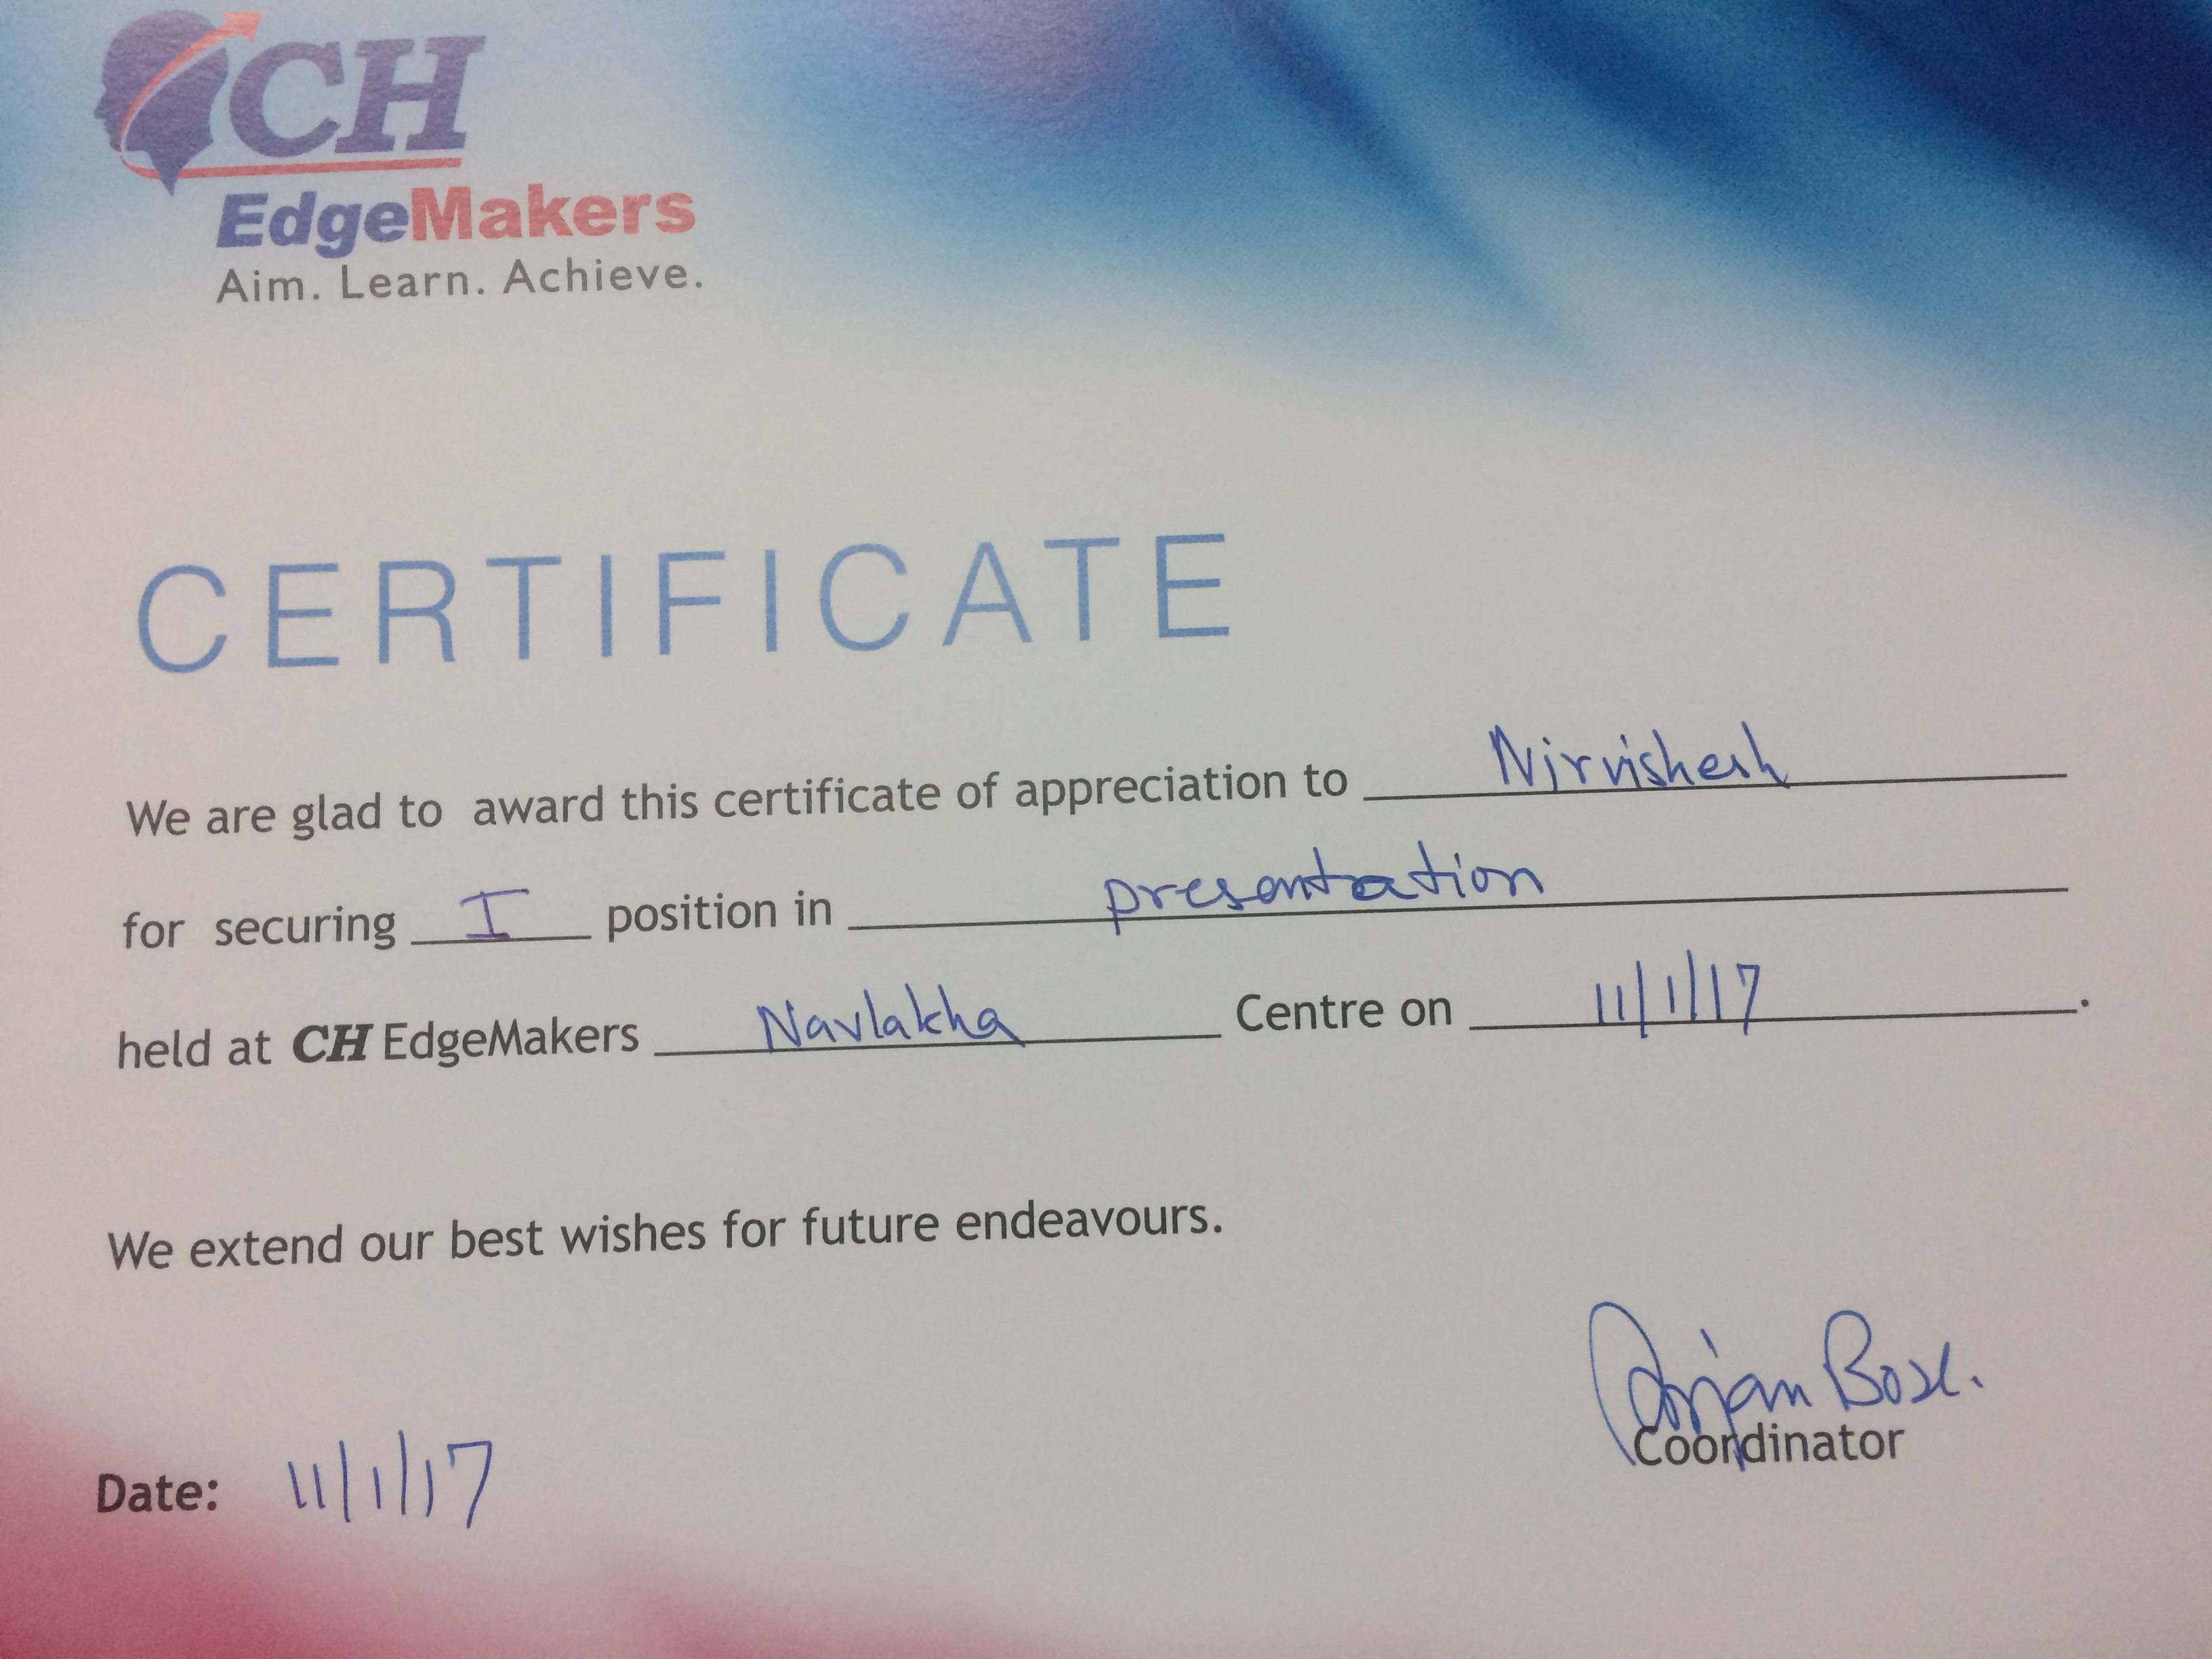 CH
EdgeMakers
Aim. Learn. Achieve.
CERTIFICATE
We are glad to award this certificate of appreciation to Nirvishesh
for securing I position in presentation
held at CH EdgeMakers Navlakha Centre on 11/1/17.
We extend our best wishes for future endeavours.
Bose.
Coordinator
Date: 11/1/17